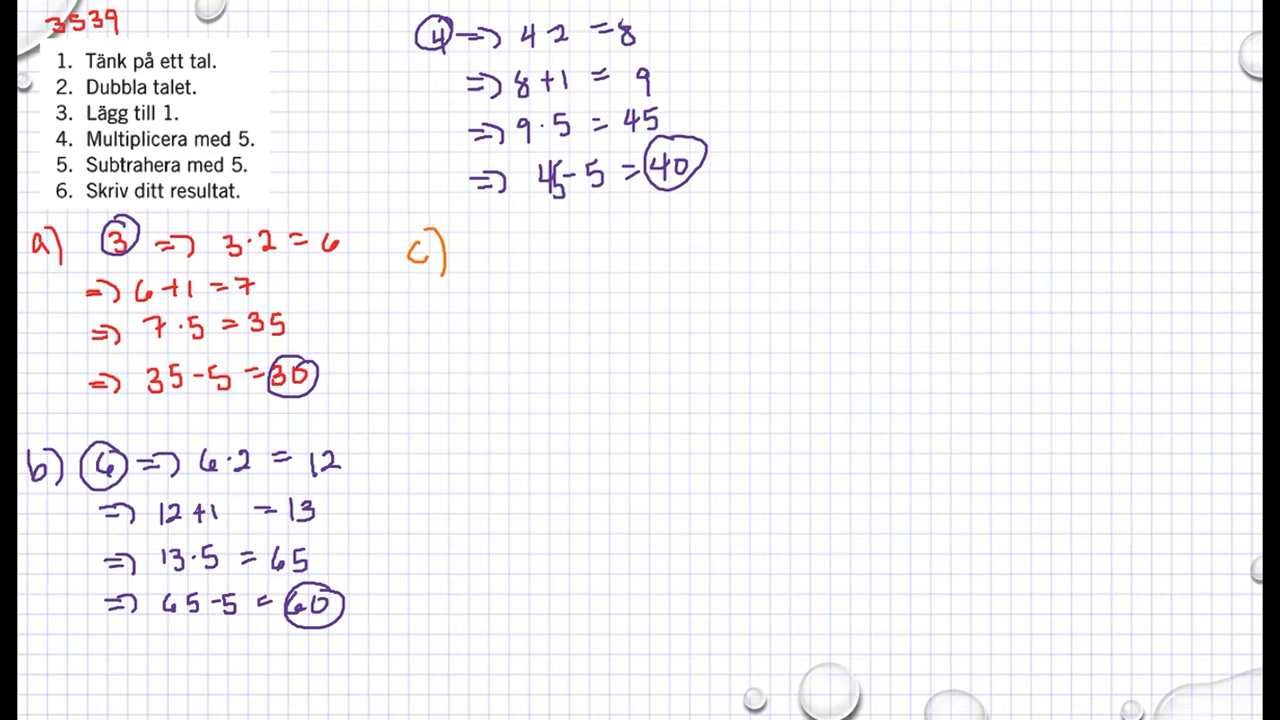 3539
1. Tänk på ett tal.
2. Dubbla talet.
3. Lägg till 1.
4. Multiplicera med 5.
5. Subtrahera med 5.
6. Skriv ditt resultat.
a) 3 => 3·2 = 6
=> 6+1 = 7
=> 7·5 = 35
=> 35-5 = 30
b) 6 => 6·2 = 12
=> 12+1 = 13
=> 13·5 = 65
=> 65-5 = 60
4 => 4·2 = 8
=> 8+1 = 9
=> 9·5 = 45
=> 45-5 = 40
c)